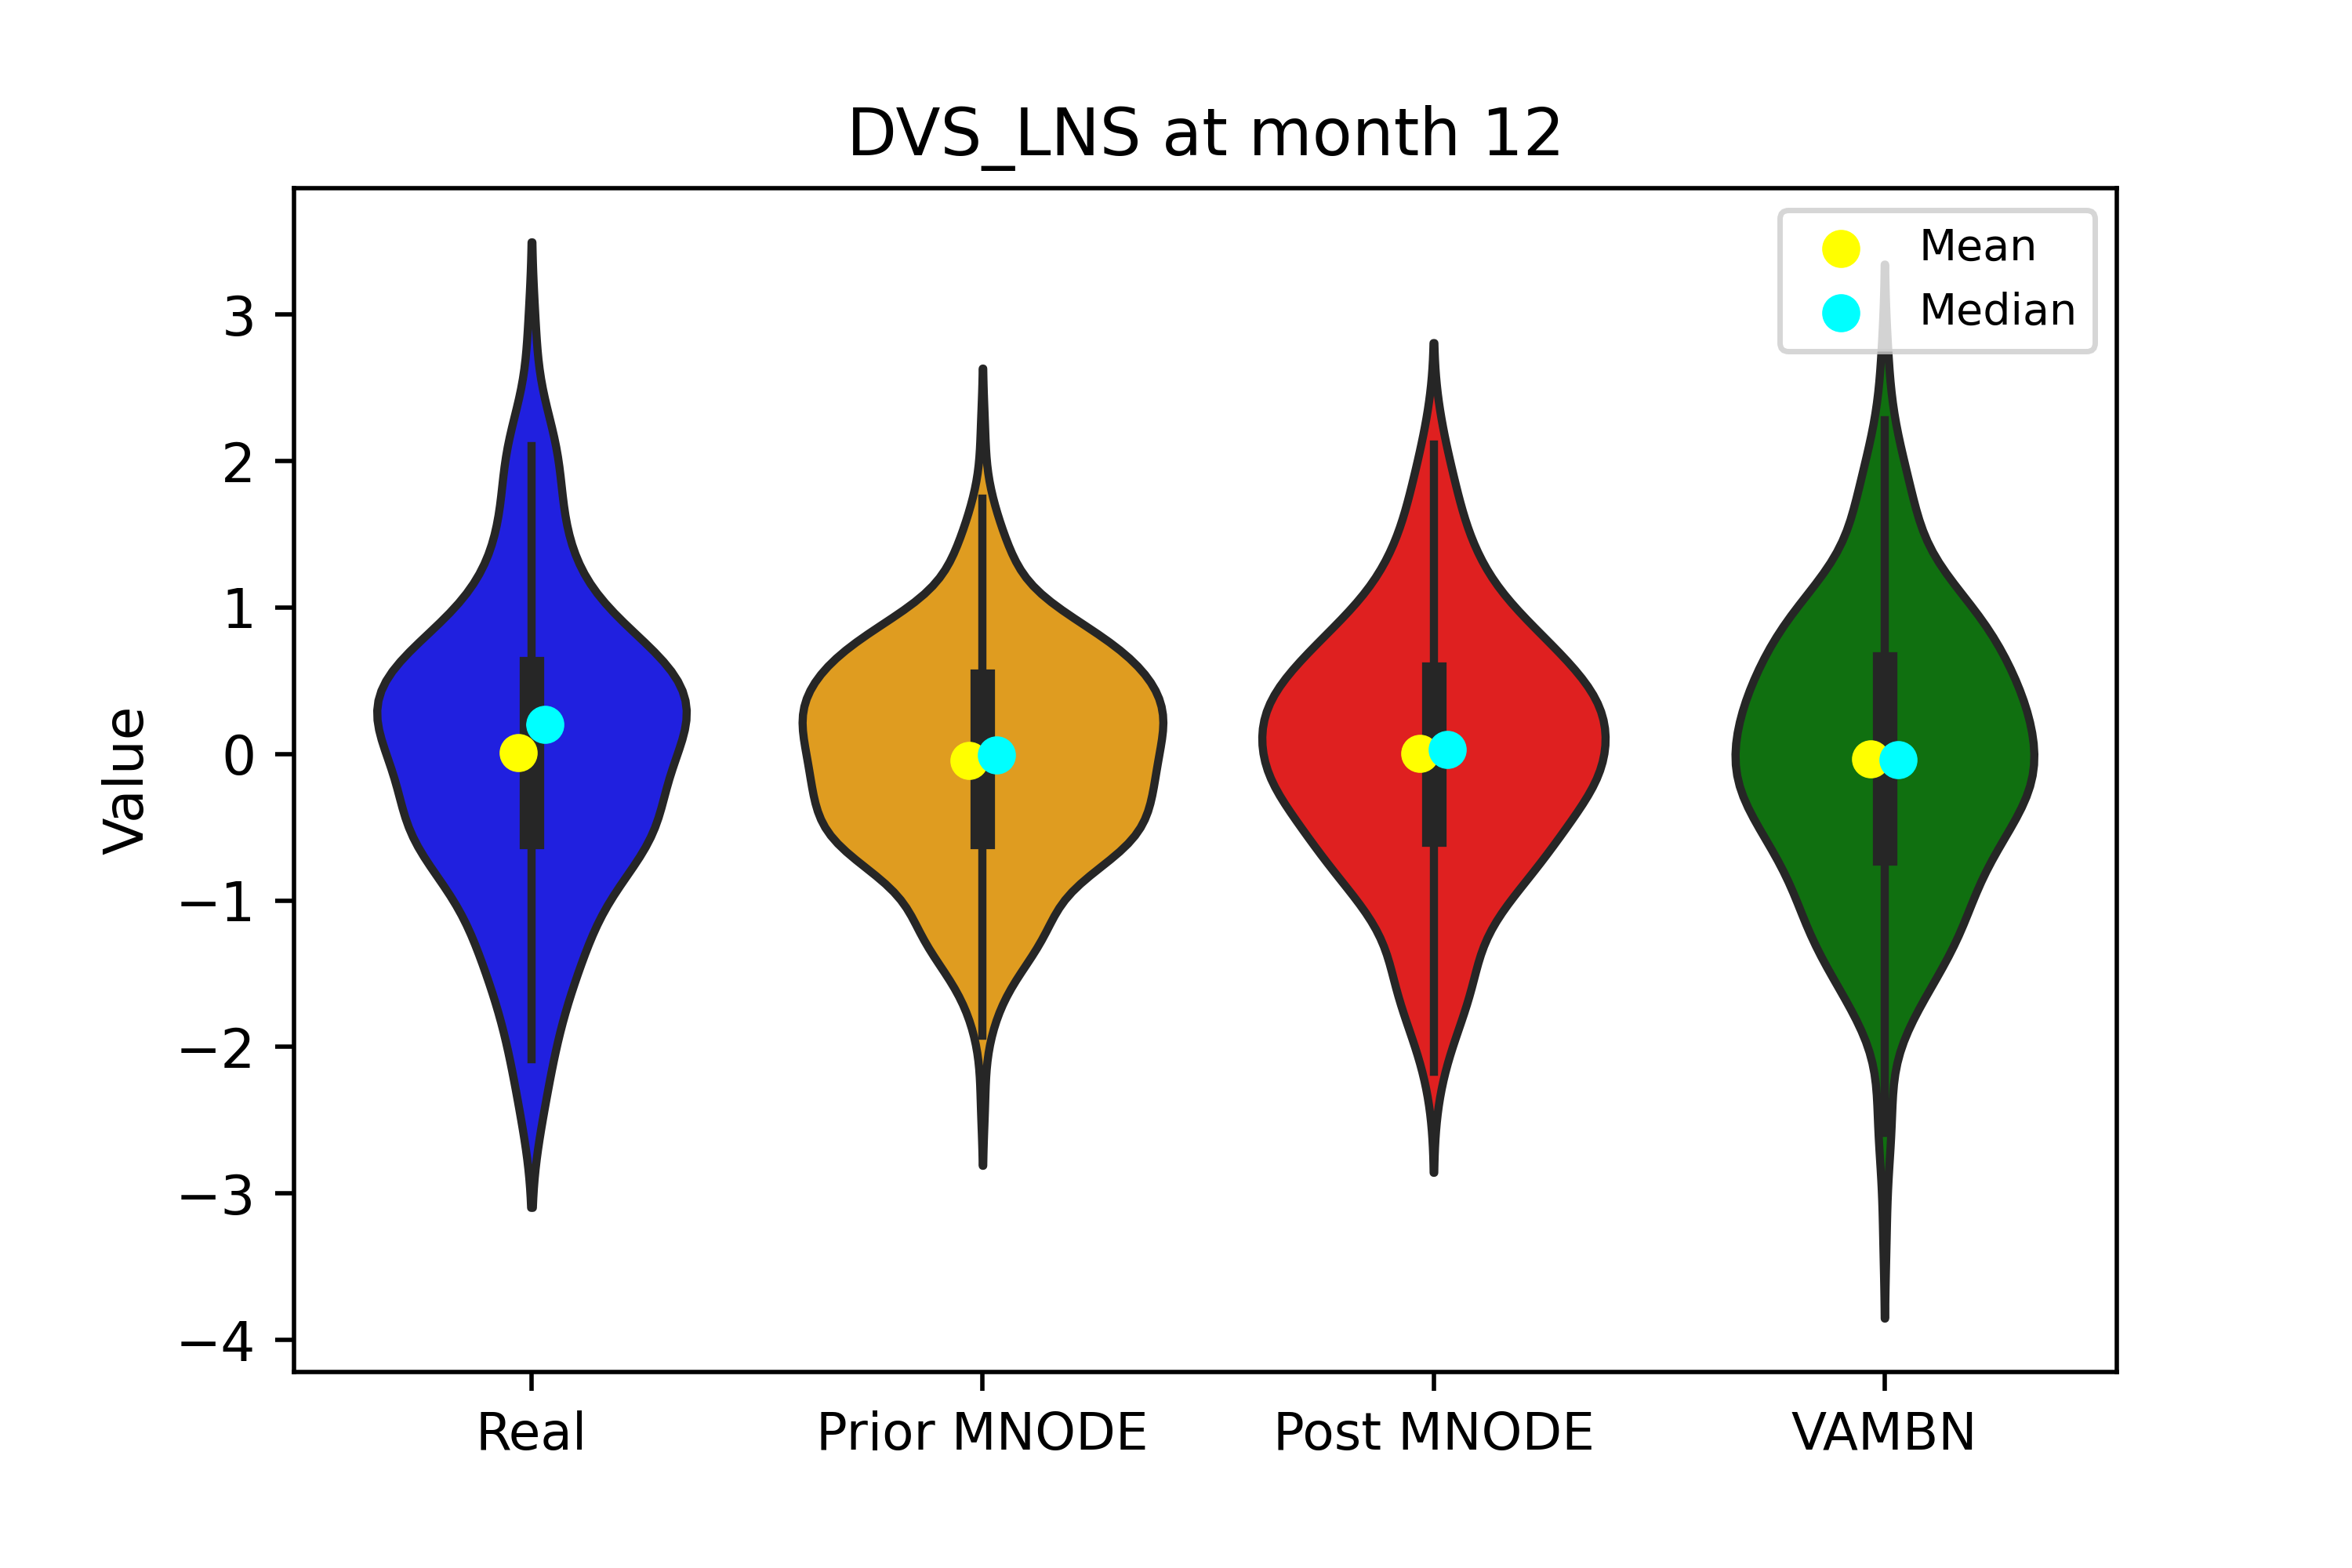 DVS_LNS at month 12
Mean
Median
Value
3
2
1
0
−1
−2
−3
−4
Real
Prior MNODE
Post MNODE
VAMBN